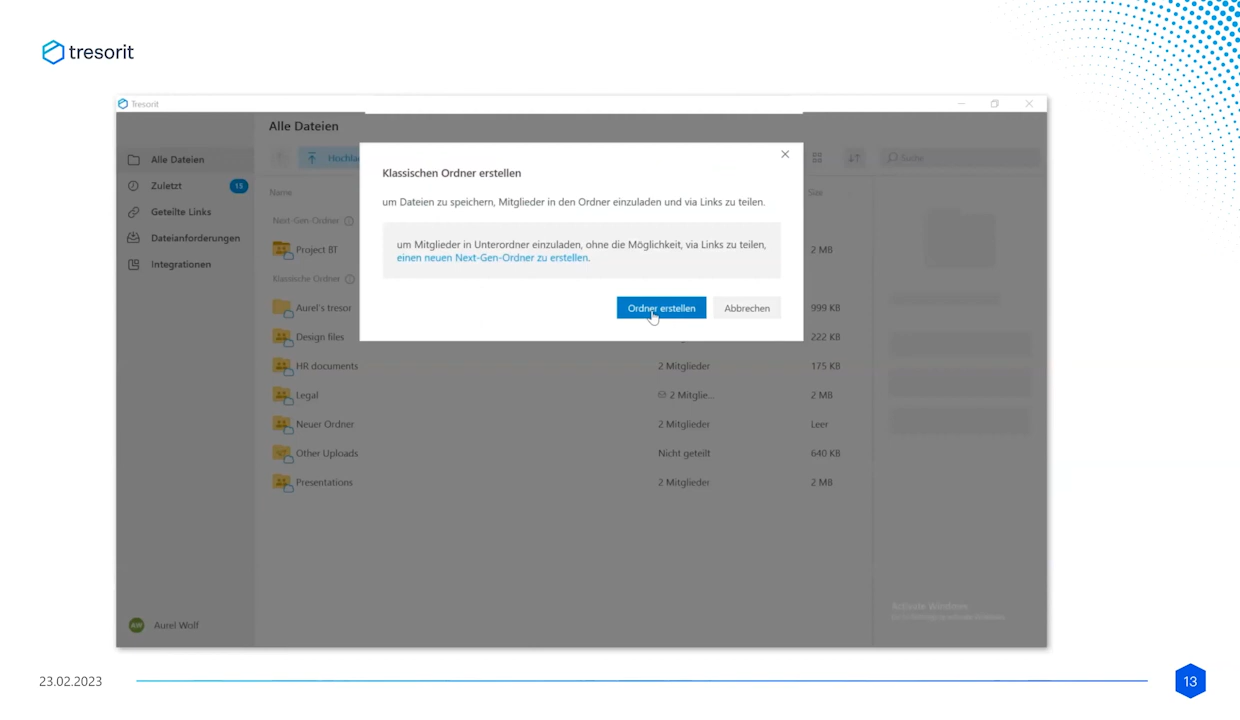 tresorit
Tresorit
Alle Dateien
Alle Dateien
Zuletzt
15
Geteilte Links
Dateianforderungen
Integrationen
Suche
Name
Size
Next-Gen-Ordner
Project BT
2 MB
Klassische Ordner
Aurel's tresor
999 KB
Design files
222 KB
HR documents
2 Mitglieder
175 KB
Legal
2 Mitglie...
2 MB
Neuer Ordner
2 Mitglieder
Leer
Other Uploads
Nicht geteilt
640 KB
Presentations
2 Mitglieder
2 MB
Klassischen Ordner erstellen
um Dateien zu speichern, Mitglieder in den Ordner einzuladen und via Links zu teilen.
um Mitglieder in Unterordner einzuladen, ohne die Möglichkeit, via Links zu teilen,
einen neuen Next-Gen-Ordner zu erstellen.
Ordner erstellen
Abbrechen
Activate Windows
AW
Aurel Wolf
23.02.2023
13